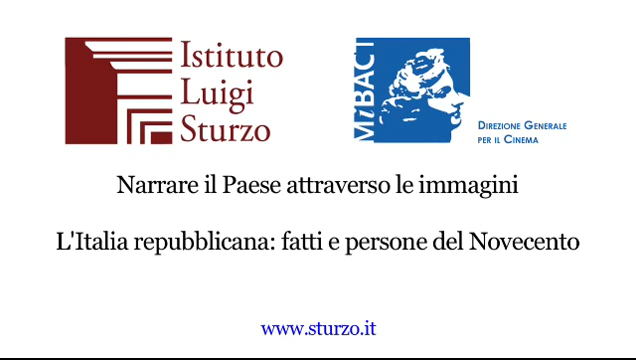 Istituto
Luigi
Sturzo
MiBACT
DIREZIONE GENERALE
PER IL CINEMA
Narrare il Paese attraverso le immagini
L'Italia repubblicana: fatti e persone del Novecento
www.sturzo.it